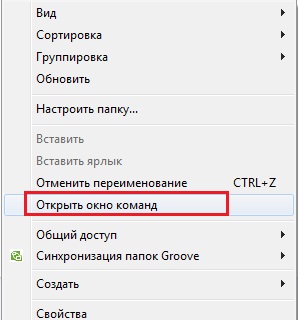 Вид
Сортировка
Группировка
Обновить
Настроить папку...
Вставить
Вставить ярлык
Отменить переименование CTRL+Z
Открыть окно команд
Общий доступ
Синхронизация папок Groove
Создать
Свойства